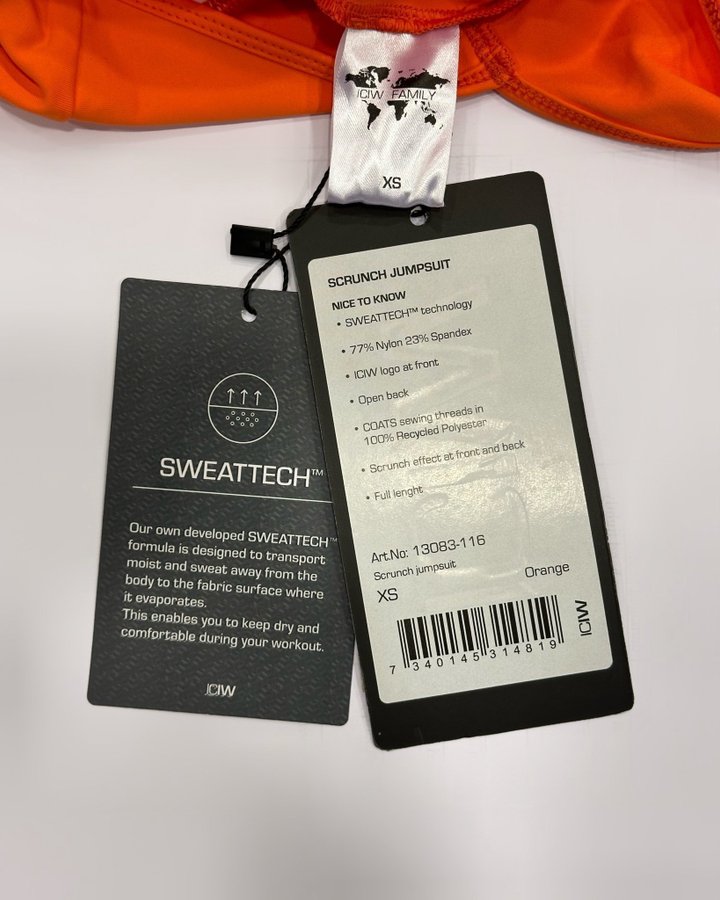 ICIW FAMILY
XS
SCRUNCH JUMPSUIT
NICE TO KNOW
• SWEATTECH™ technology
• 77% Nylon 23% Spandex
• ICIW logo at front
• Open back
• COATS sewing threads in
100% Recycled Polyester
• Scrunch effect at front and back
• Full lenght
Art.No: 13083-116
Scrunch jumpsuit
XS
Orange
7 340145 314819
ICIW
SWEATTECH™
Our own developed SWEATTECH™
formula is designed to transport
moist and sweat away from the
body to the fabric surface where
it evaporates.
This enables you to keep dry and
comfortable during your workout.
ICIW